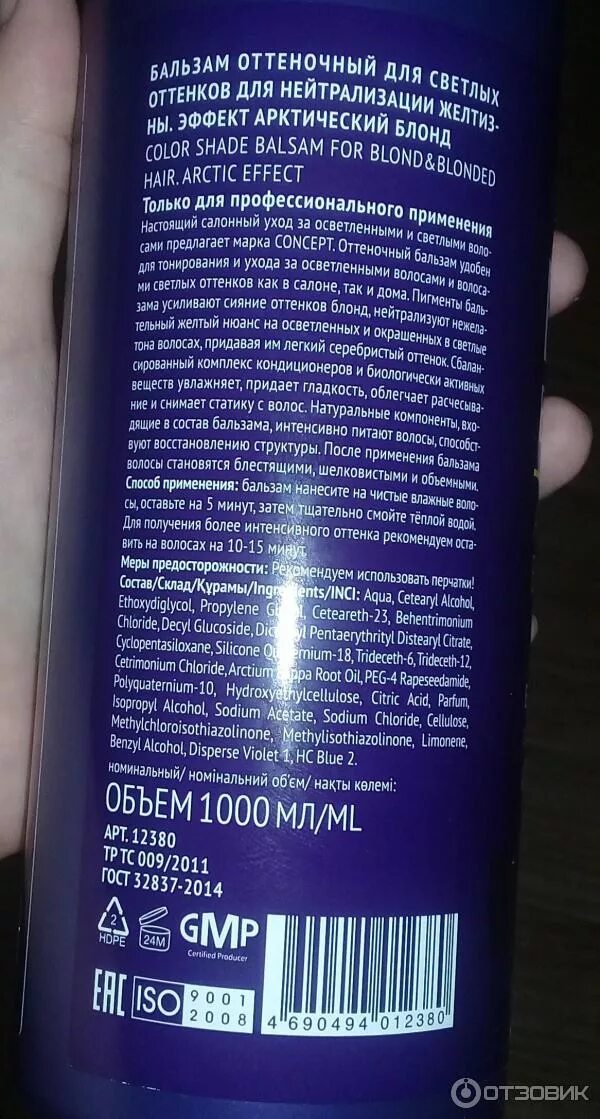 БАЛЬЗАМ ОТТЕНОЧНЫЙ ДЛЯ СВЕТЛЫХ
ОТТЕНКОВ ДЛЯ НЕЙТРАЛИЗАЦИИ ЖЕЛТИЗ-
НЫ. ЭФФЕКТ АРКТИЧЕСКИЙ БЛОНД
COLOR SHADE BALSAM FOR BLOND&BLONDED
HAIR. ARCTIC EFFECT
Только для профессионального применения
Настоящий салонный уход за осветленными и светлыми воло-
сами предлагает марка CONCEPT. Оттеночный бальзам удобен
для тонирования и ухода за осветленными волосами и волоса-
ми светлых оттенков как в салоне, так и дома. Пигменты баль-
зама усиливают сияние оттенков блонд, нейтрализуют нежела-
тельный желтый нюанс на осветленных и окрашенных в светлые
тона волосах, придавая им легкий серебристый оттенок. Сбалан-
сированный комплекс кондиционеров и биологически активных
веществ увлажняет, придает гладкость, облегчает расчесыва-
ние и снимает статику с волос. Натуральные компоненты, вхо-
дящие в состав бальзама, интенсивно питают волосы, способст-
вуют восстановлению структуры. После применения бальзама
волосы становятся блестящими, шелковистыми и объемными.
Способ применения: бальзам нанесите на чистые влажные воло-
сы, оставьте на 5 минут, затем тщательно смойте тёплой водой.
Для получения более интенсивного оттенка рекомендуем оста-
вить на волосах на 10-15 минут.
Меры предосторожности: Рекомендуем использовать перчатки!
Состав/Склад/Құрамы/Ingredients/INCI: Aqua, Cetearyl Alcohol,
Ethoxydiglycol, Propylene Glycol, Ceteareth-23, Behentrimonium
Chloride, Decyl Glucoside, Pentaerythrityl Distearyl Citrate,
Cyclopentasiloxane, Silicone Quaternium-18, Trideceth-6, Trideceth-12,
Cetrimonium Chloride, Arctium Lappa Root Oil, PEG-4 Rapeseedamide,
Polyquaternium-10, Hydroxyethylcellulose, Citric Acid, Parfum,
Isopropyl Alcohol, Sodium Acetate, Sodium Chloride, Cellulose,
Methylchloroisothiazolinone, Methylisothiazolinone, Limonene,
Benzyl Alcohol, Disperse Violet 1, HC Blue 2.
номинальный/ номінальний об'єм/ нақты көлемі:
ОБЪЕМ 1000 МЛ/ML
АРТ. 12380
ТР ТС 009/2011
ГОСТ 32837-2014
2
HDPE
24M
GMP
Certified Producer
EAC
ISO
9001
2008
4 690494 012380
ОТЗОВИК